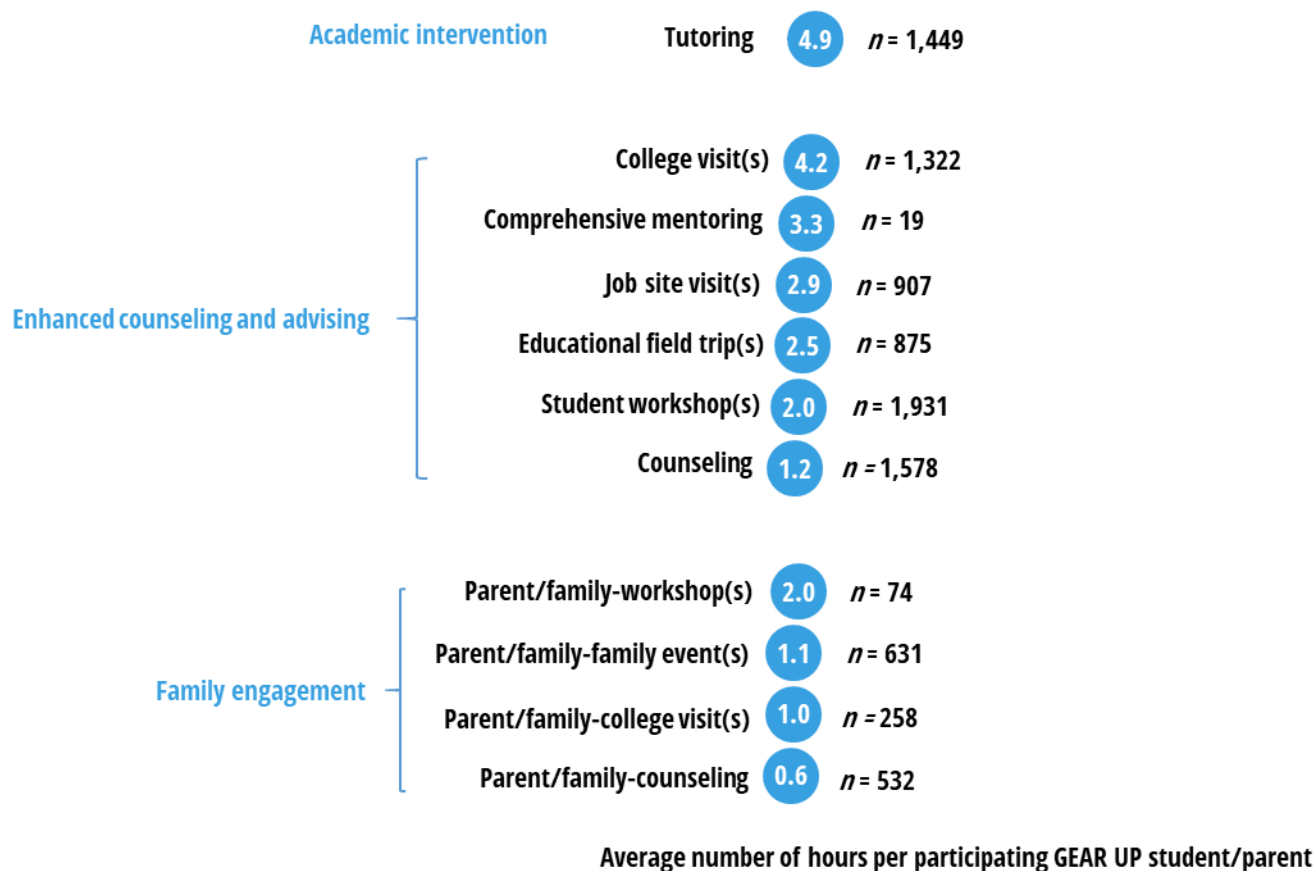 Academic intervention Tutoring 4.9 n = 1,449
College visit(s) 4.2 n = 1,322
Comprehensive mentoring 3.3 n = 19
Job site visit(s) 2.9 n = 907
Enhanced counseling and advising
Educational field trip(s) 2.5 n = 875
Student workshop(s) 2.0 n = 1,931
Counseling 1.2 n =1,578
Parent/family-workshop(s) 2.0 n = 74
Parent/family-family event(s) 1.1 n = 631
Family engagement
Parent/family-college visit(s) 1.0 n =258
Parent/family-counseling 0.6 n = 532
Average number of hours per participating GEAR UP student/parent